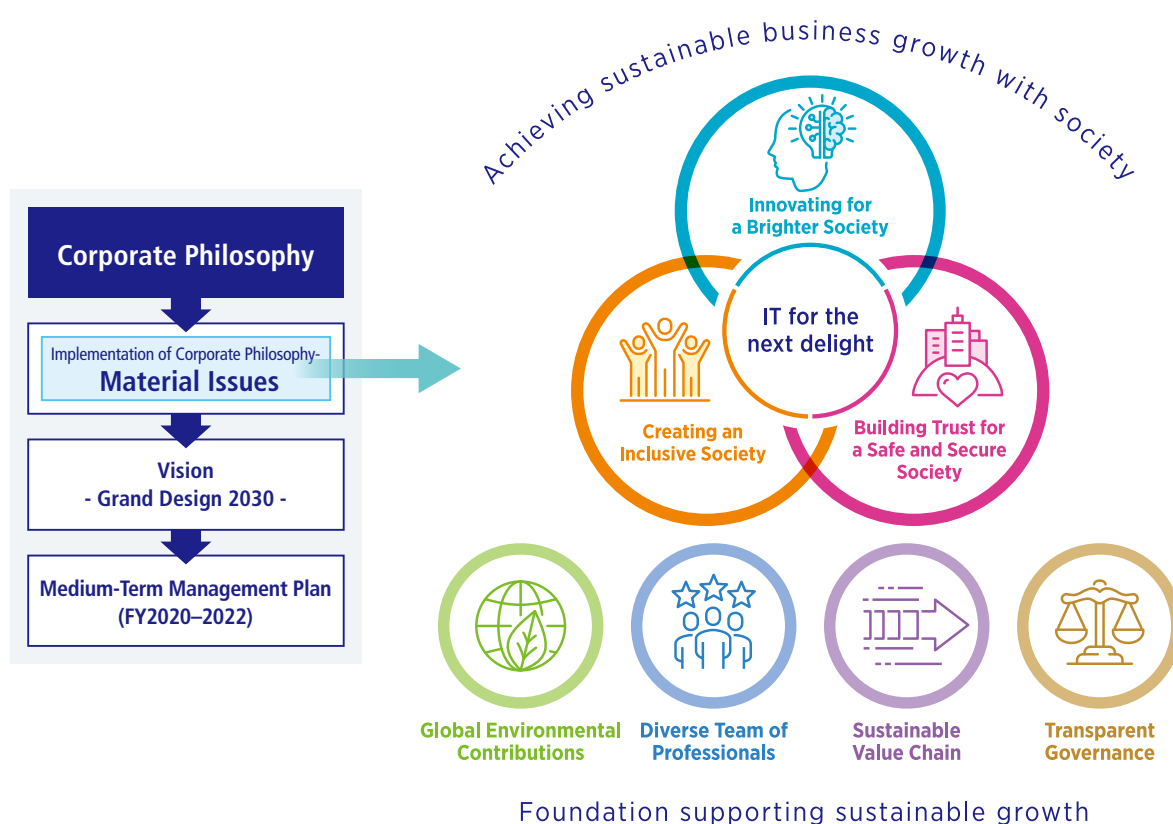 Corporate Philosophy
Implementation of Corporate Philosophy-
Material Issues
Vision
- Grand Design 2030 -
Medium-Term Management Plan
(FY2020–2022)
Achieving sustainable business growth with society
Innovating for
a Brighter Society
IT for the
next delight
Creating an
Inclusive Society
Building Trust for
a Safe and Secure
Society
Global Environmental
Contributions
Diverse Team of
Professionals
Sustainable
Value Chain
Transparent
Governance
Foundation supporting sustainable growth